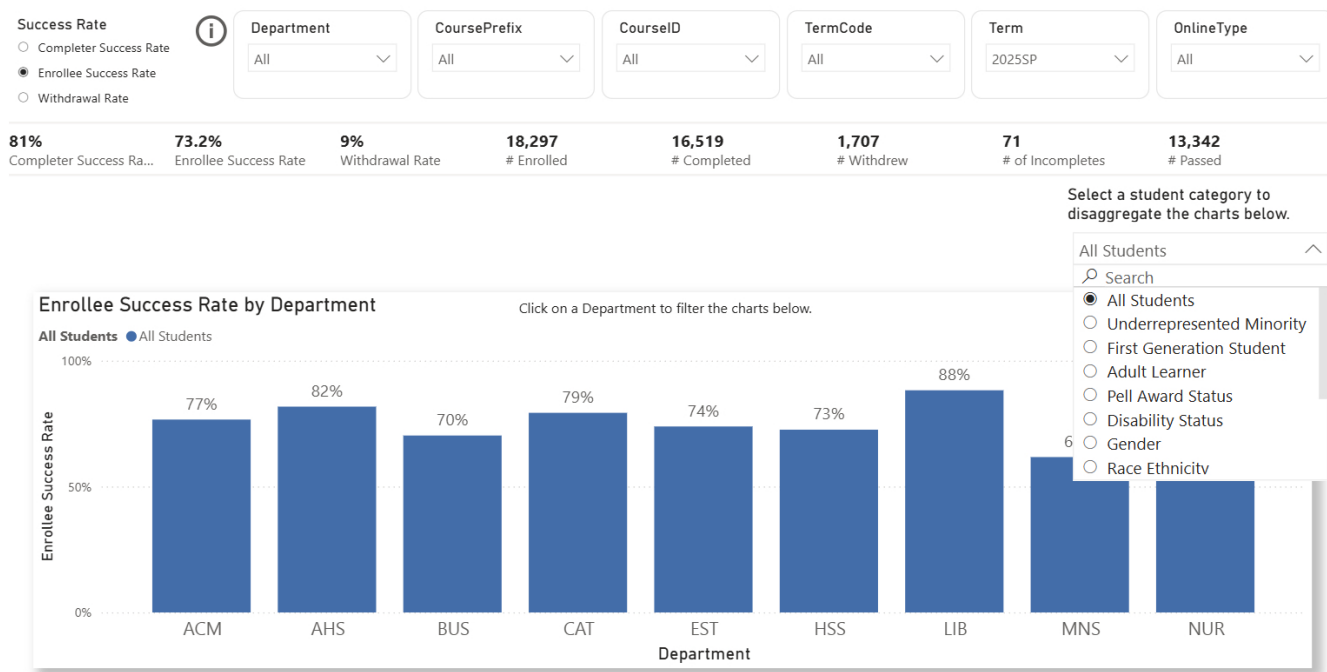 Success Rate
Completer Success Rate
Enrollee Success Rate
Withdrawal Rate
Department
All
CoursePrefix
All
CourseID
All
TermCode
All
Term
2025SP
OnlineType
All
81%
Completer Success Ra...
73.2%
Enrollee Success Rate
9%
Withdrawal Rate
18,297
# Enrolled
16,519
# Completed
1,707
# Withdrew
71
# of Incompletes
13,342
# Passed
Select a student category to
disaggregate the charts below.
All Students
Search
All Students
Underrepresented Minority
First Generation Student
Adult Learner
Pell Award Status
Disability Status
Gender
Race Ethnicity
Enrollee Success Rate by Department
Click on a Department to filter the charts below.
All Students All Students
Enrollee Success Rate
100%
50%
0%
77%
82%
70%
79%
74%
73%
88%
ACM
AHS
BUS
CAT
EST
HSS
LIB
MNS
NUR
Department